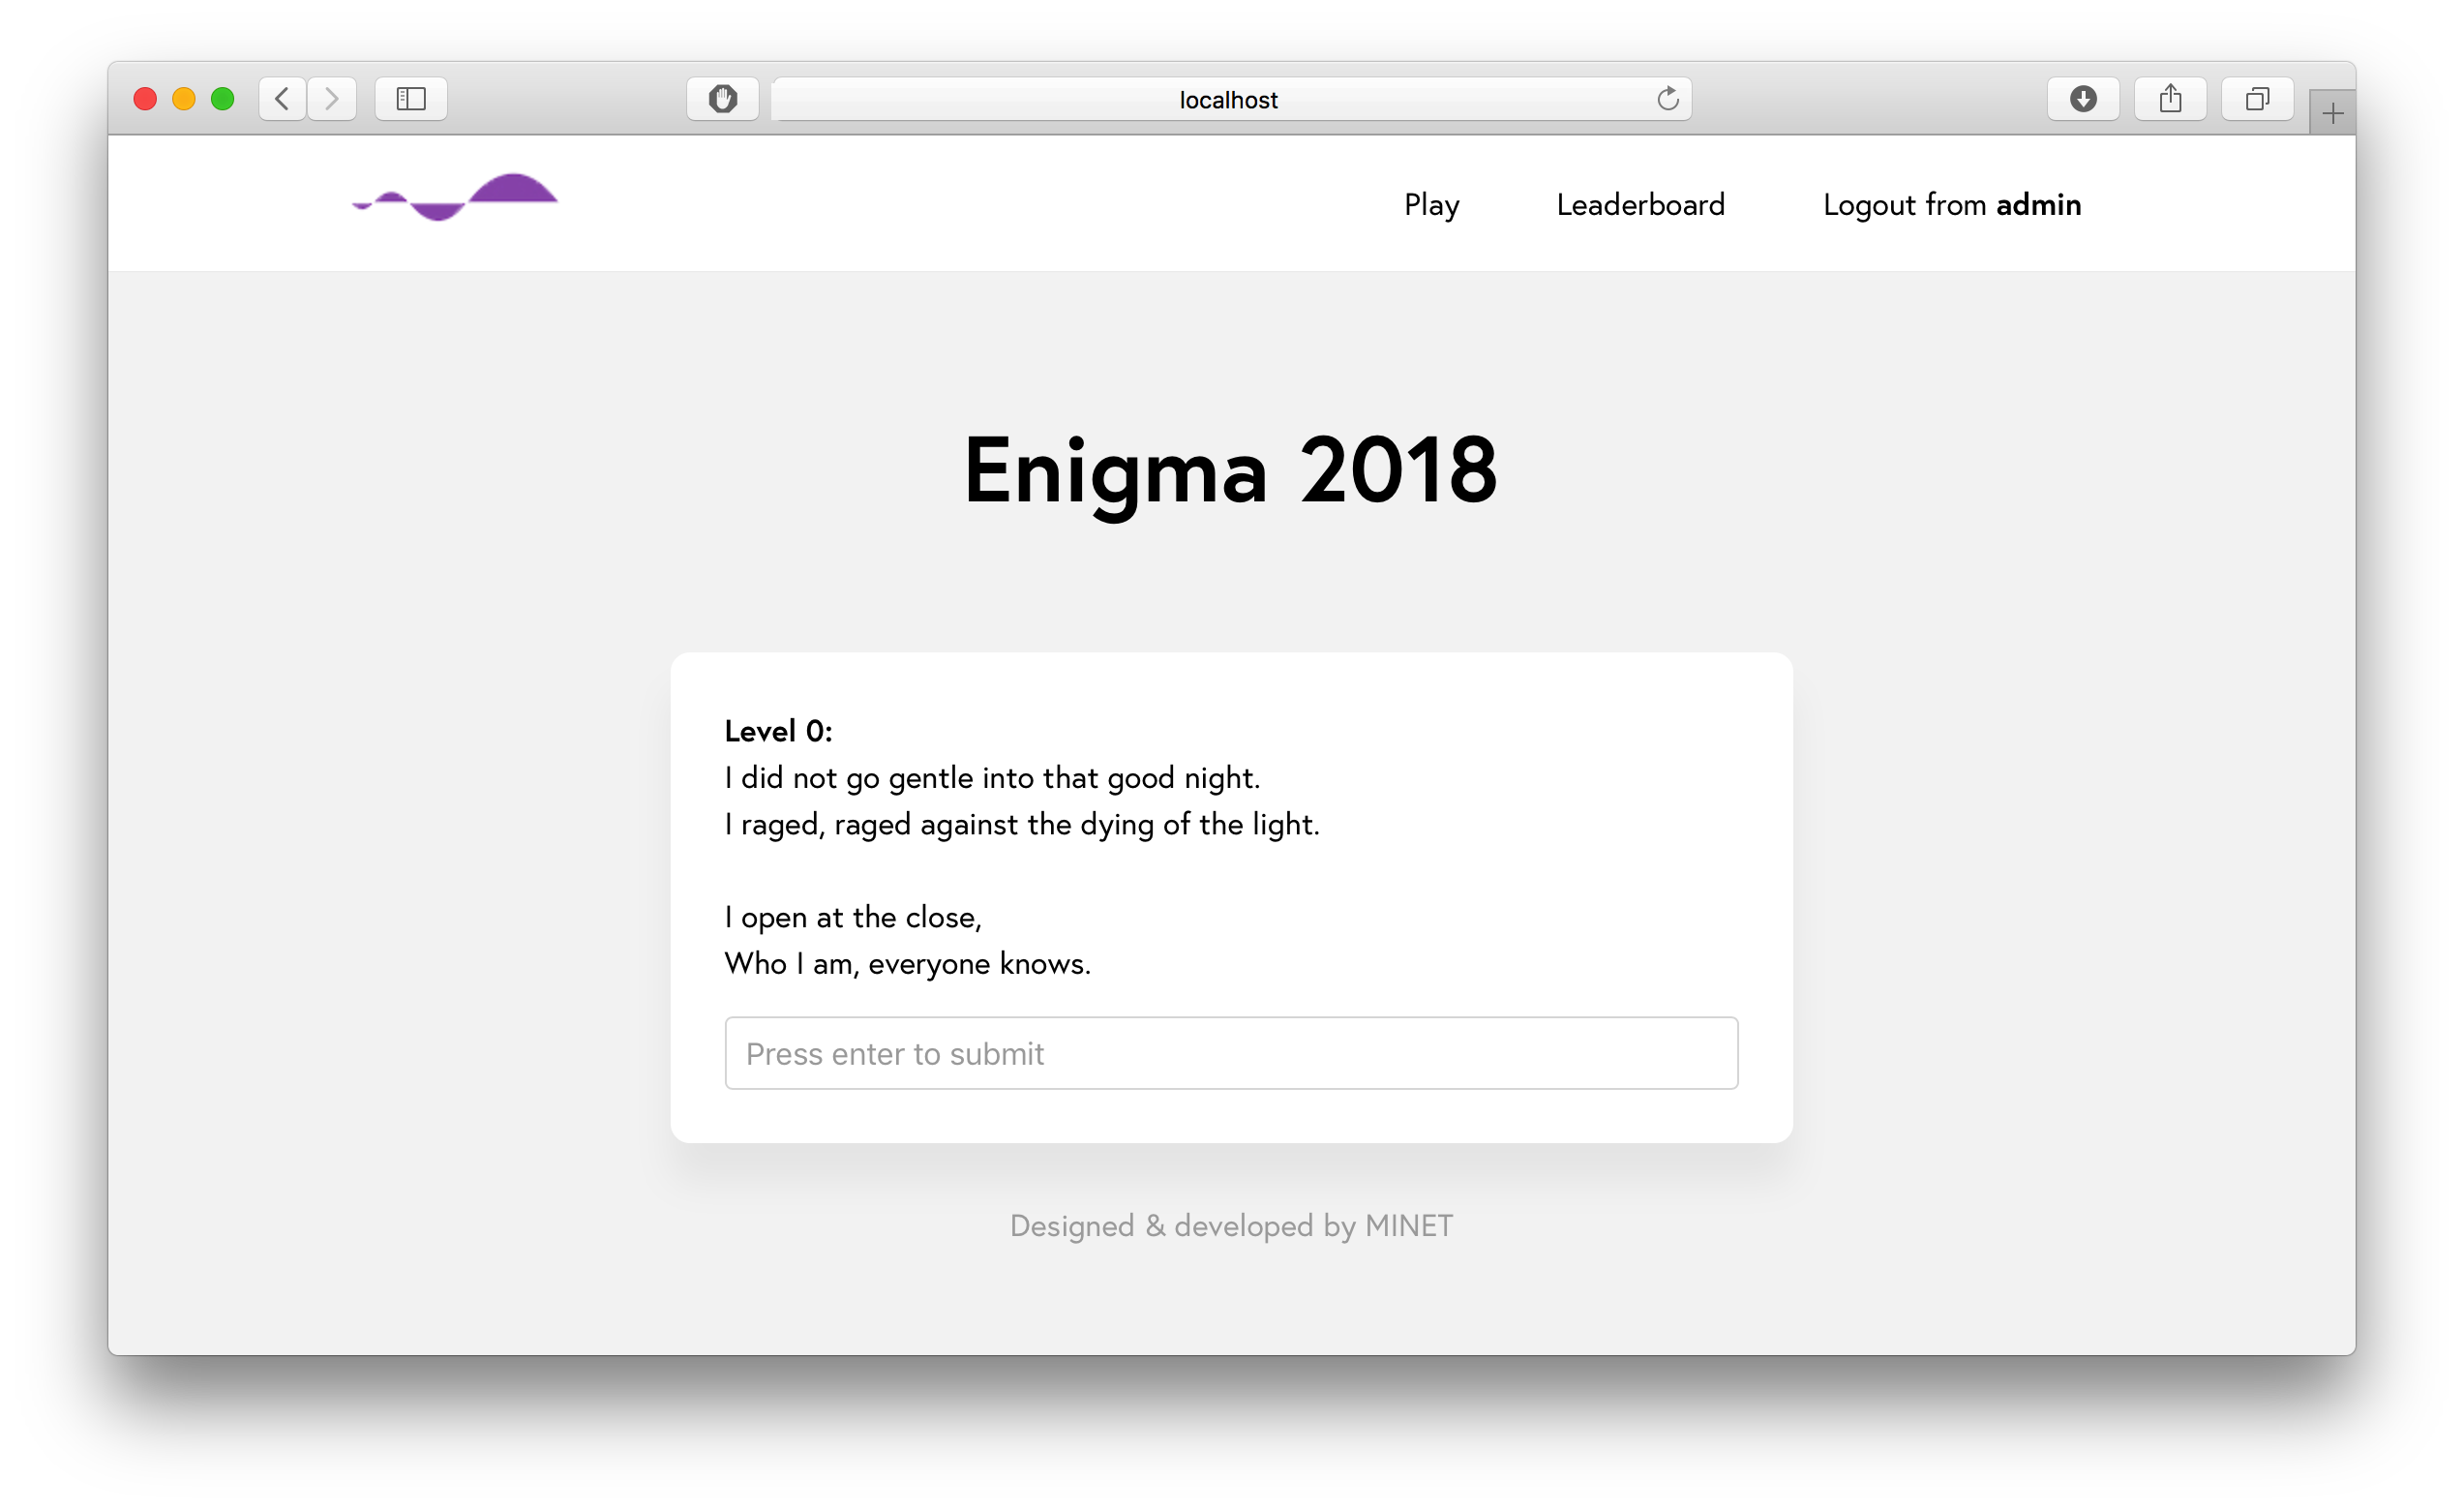 localhost
Play Leaderboard Logout from admin
Enigma 2018
Level 0:
I did not go gentle into that good night.
I raged, raged against the dying of the light.
I open at the close,
Who I am, everyone knows.
Press enter to submit
Designed & developed by MINET